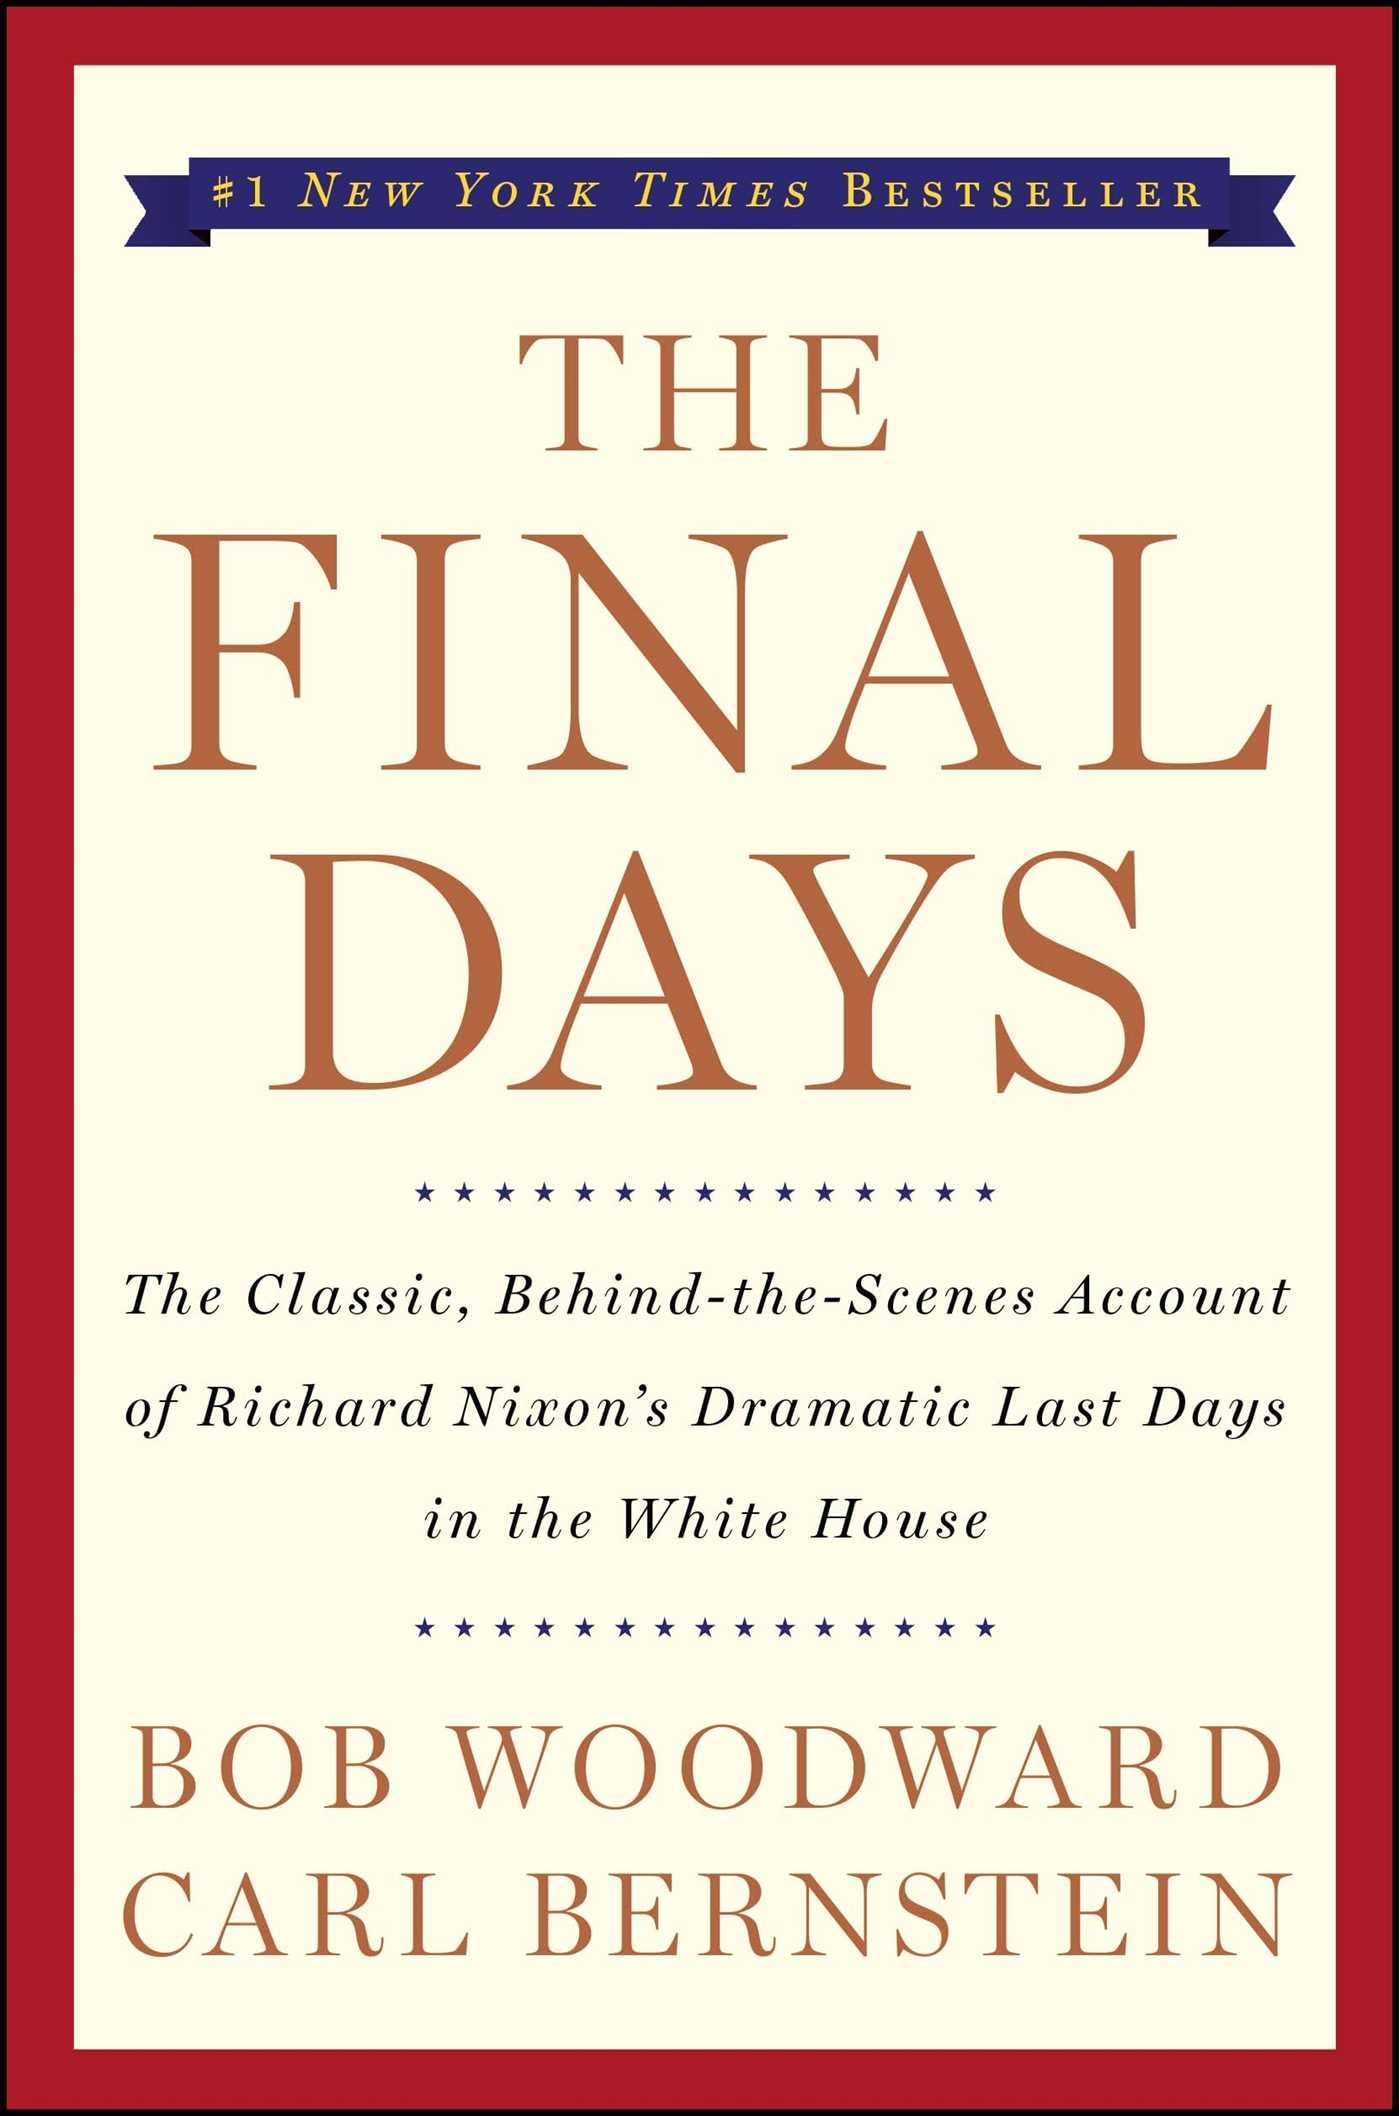 #1 NEW YORK TIMES BESTSELLER
THE
FINAL
DAYS
The Classic, Behind-the-Scenes Account
of Richard Nixon's Dramatic Last Days
in the White House
BOB WOODWARD
CARL BERNSTEIN